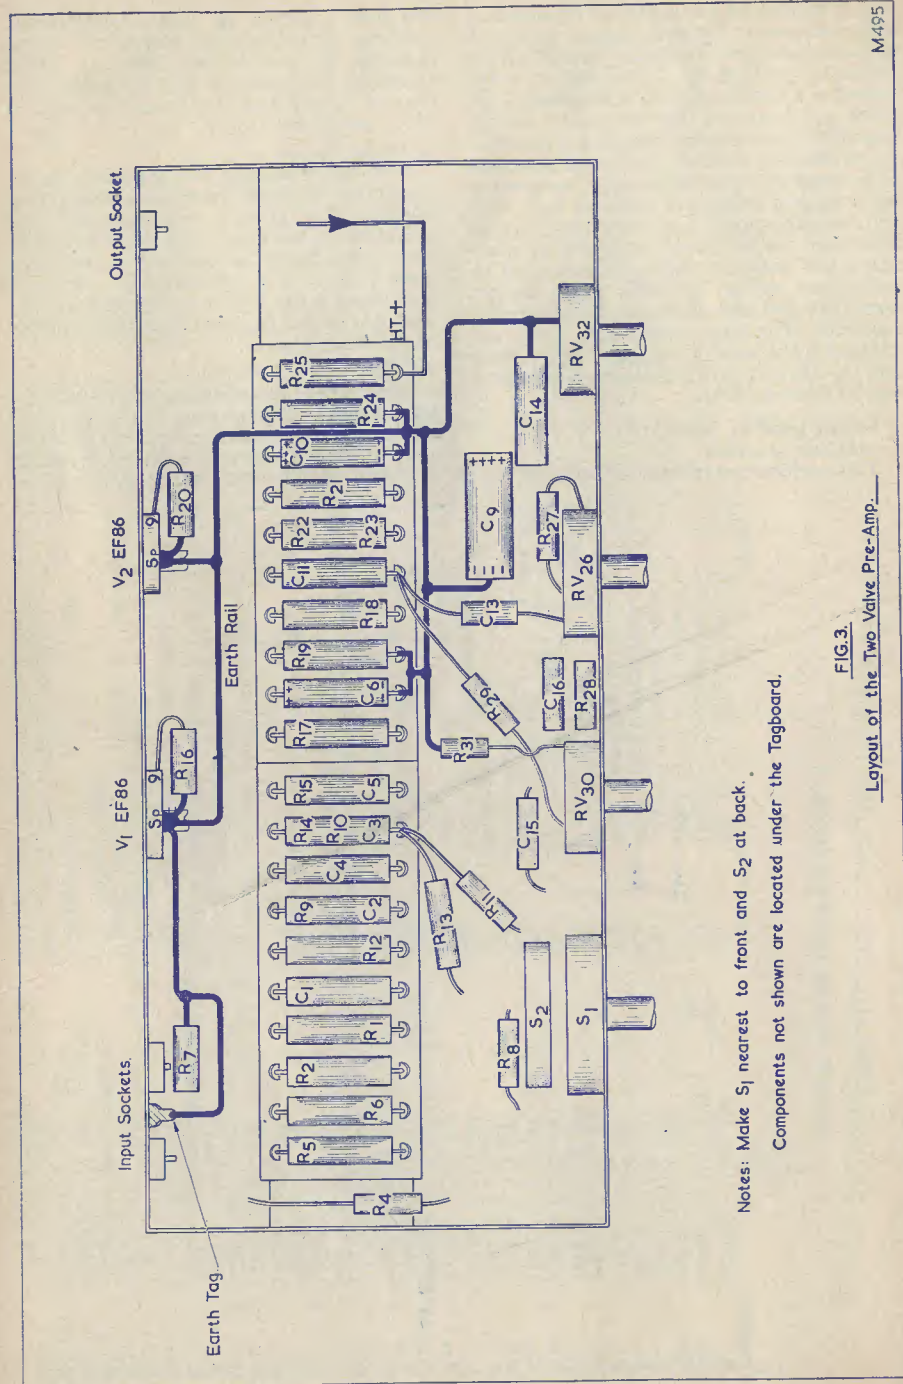 Input Sockets.
V1 EF86
V2 EF86
Output Socket.
Sp
9
5p
9
R7
R16
R20
Earth Rail
Earth Tag.
R4
R5
R6
R2
R1
C1
R12
R9 C2
C4
R14 R10 C3
R15 C5
R17
C6
R19
R18
C11
R22 R23
R21
C10
R24
R25
HT +
R8
R13
R11
C15
R31
R29
C13
C9
C14
C16
R28
R27
S2
S1
RV30
RV26
RV32
Notes: Make S1 nearest to front and S2 at back.
Components not shown are located under the Tagboard.
FIG.3.
Layout of the Two Valve Pre-Amp.
M495